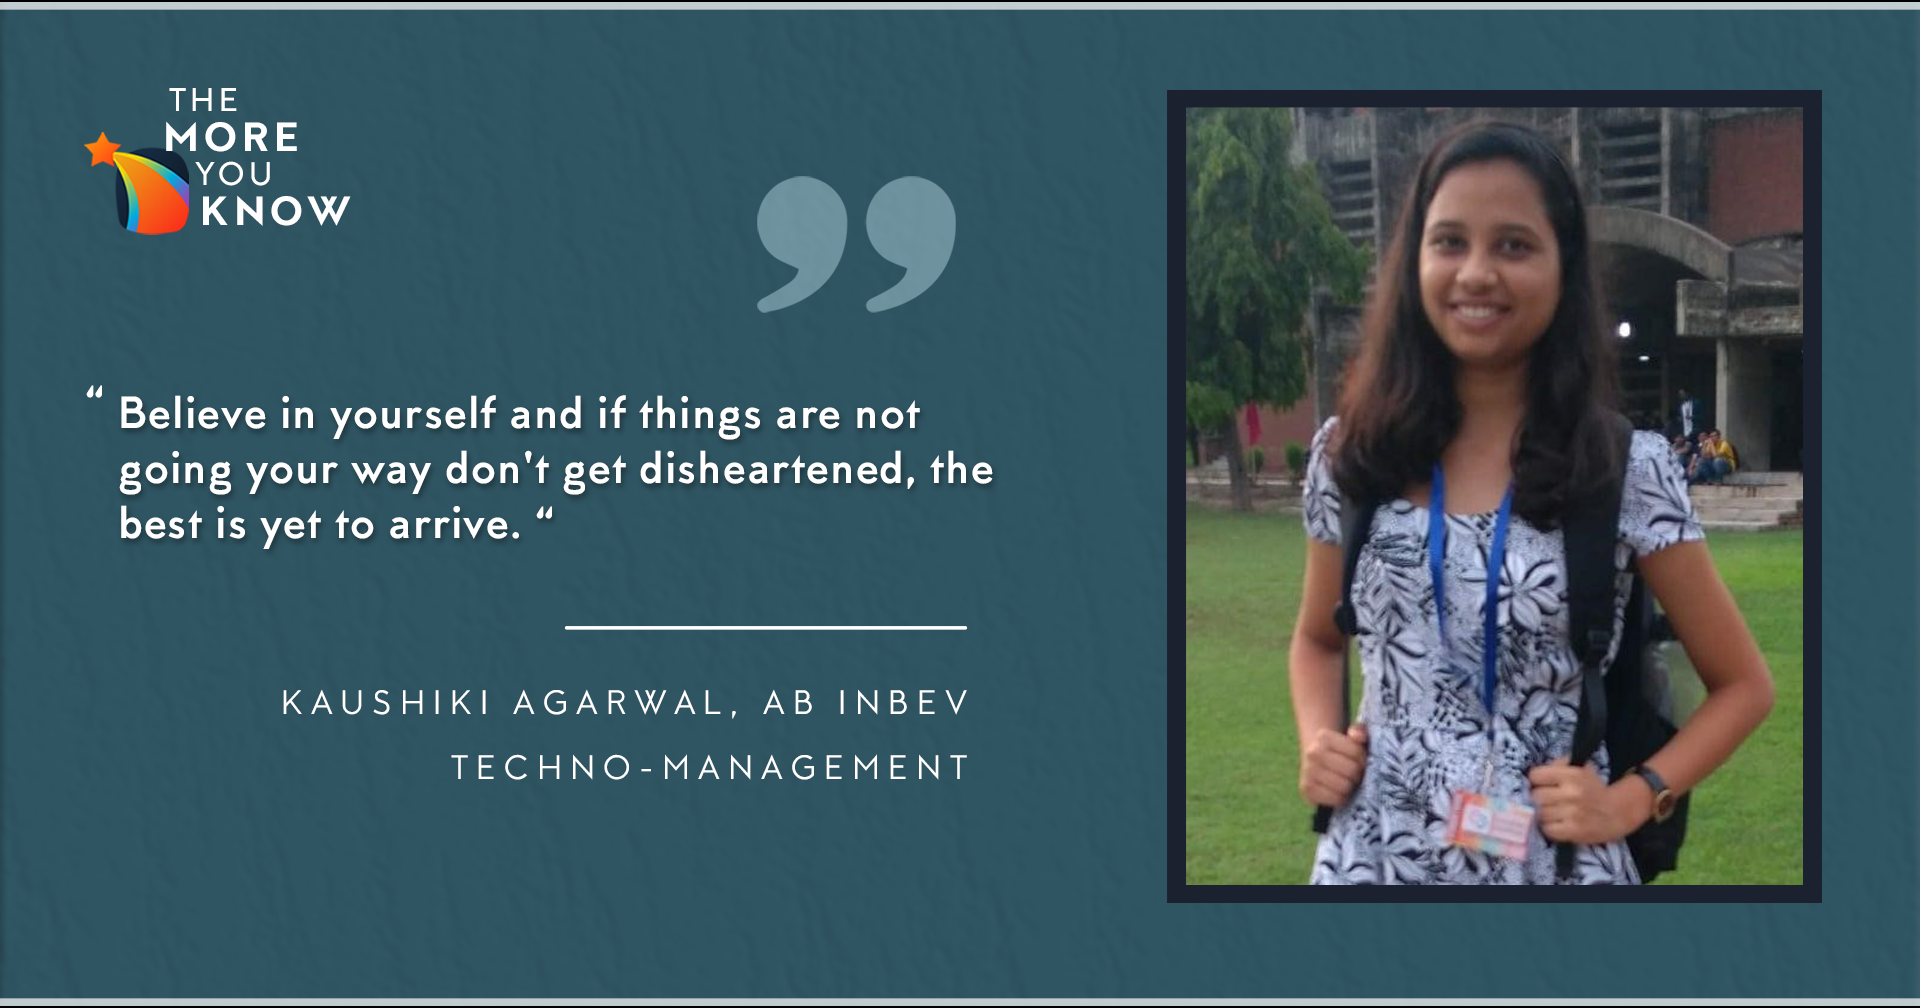 THE
MORE
YOU
KNOW
“ Believe in yourself and if things are not
going your way don't get disheartened, the
best is yet to arrive. “
KAUSHIKI AGARWAL, AB INBEV
TECHNO-MANAGEMENT